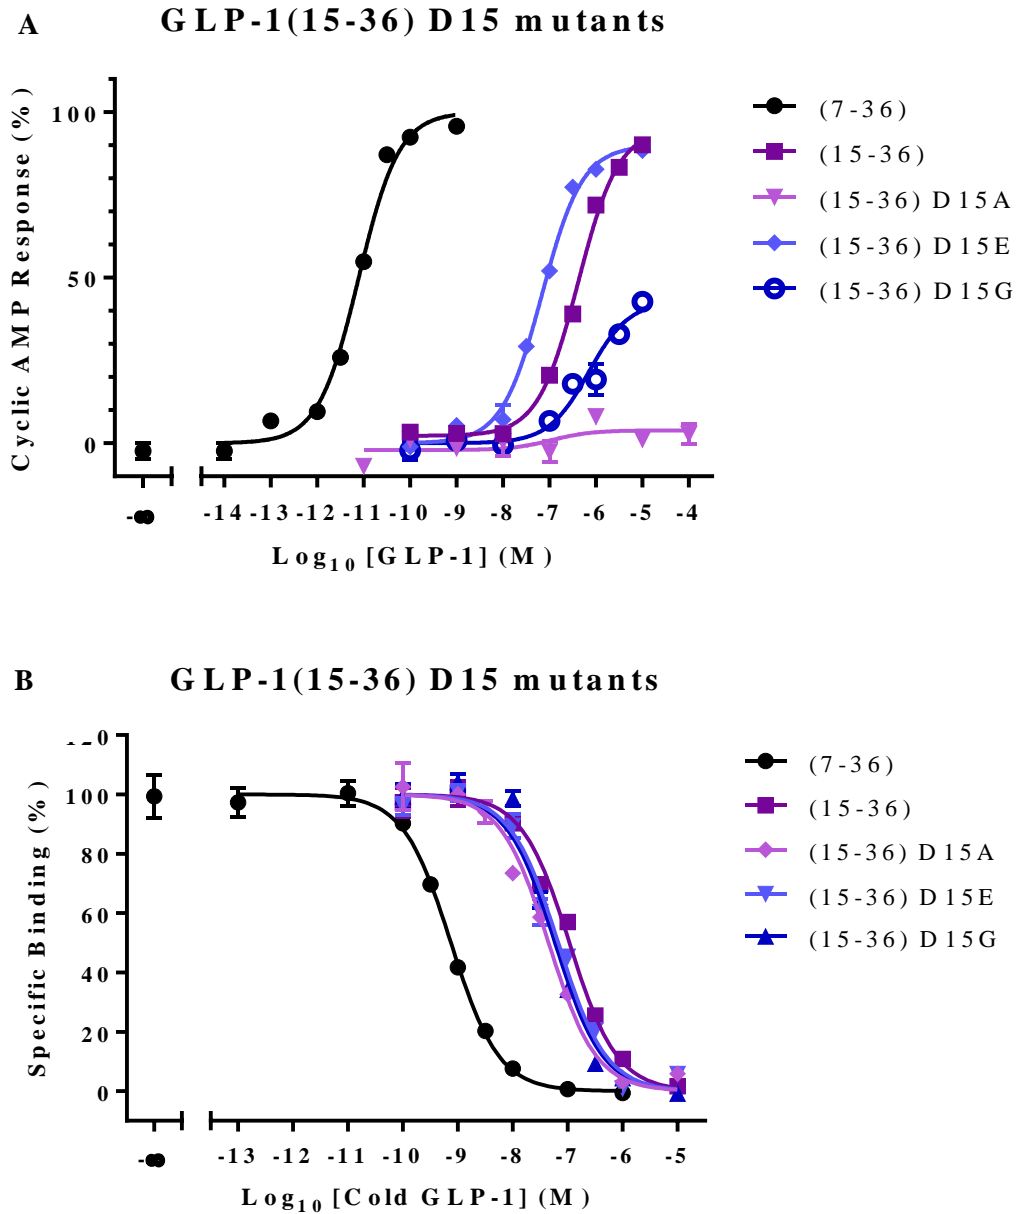 A
GLP-1(15-36) D15 mutants
Cyclic AMP Response (%)
100
50
0
-∞
-14 -13 -12 -11 -10 -9 -8 -7 -6 -5 -4
Log10 [GLP-1] (M)
(7-36)
(15-36)
(15-36) D15A
(15-36) D15E
(15-36) D15G
B
GLP-1(15-36) D15 mutants
Specific Binding (%)
120
100
80
60
40
20
0
-∞
-13 -12 -11 -10 -9 -8 -7 -6 -5
Log10 [Cold GLP-1] (M)
(7-36)
(15-36)
(15-36) D15A
(15-36) D15E
(15-36) D15G